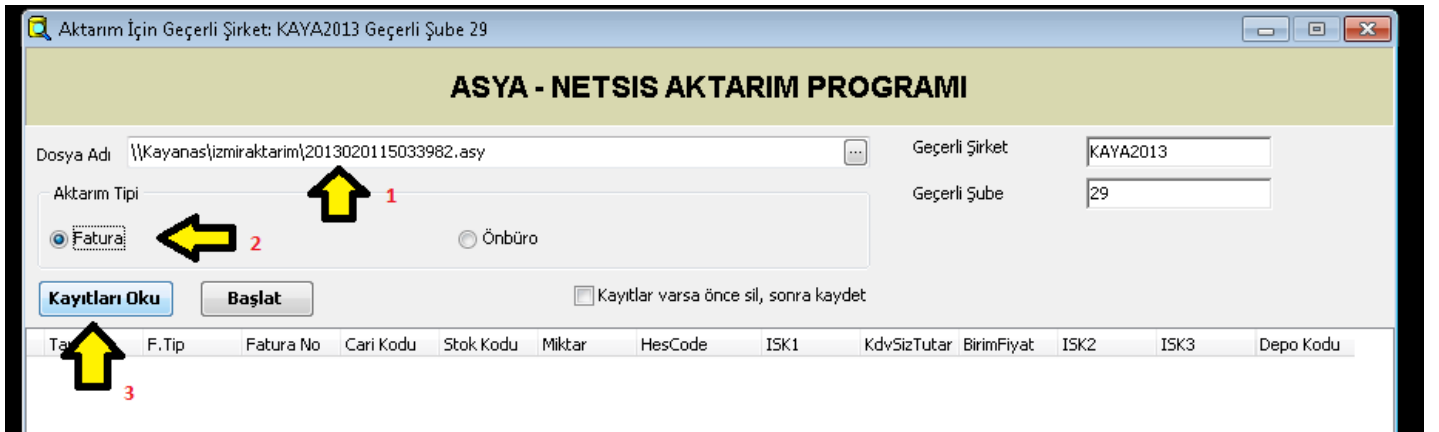 Aktarım İçin Geçerli Şirket: KAYA2013 Geçerli Şube 29
ASYA - NETSIS AKTARIM PROGRAMI
Dosya Adı \\Kayanas\izmiraktarim\2013020115033982.asy ... Geçerli Şirket KAYA2013
Aktarım Tipi 1 Geçerli Şube 29
Fatura 2 Önbüro
Kayıtları Oku Başlat Kayıtlar varsa önce sil, sonra kaydet
F.Tip Fatura No Cari Kodu Stok Kodu Miktar HesCode ISK1 KdvSizTutar BirimFiyat ISK2 ISK3 Depo Kodu
3